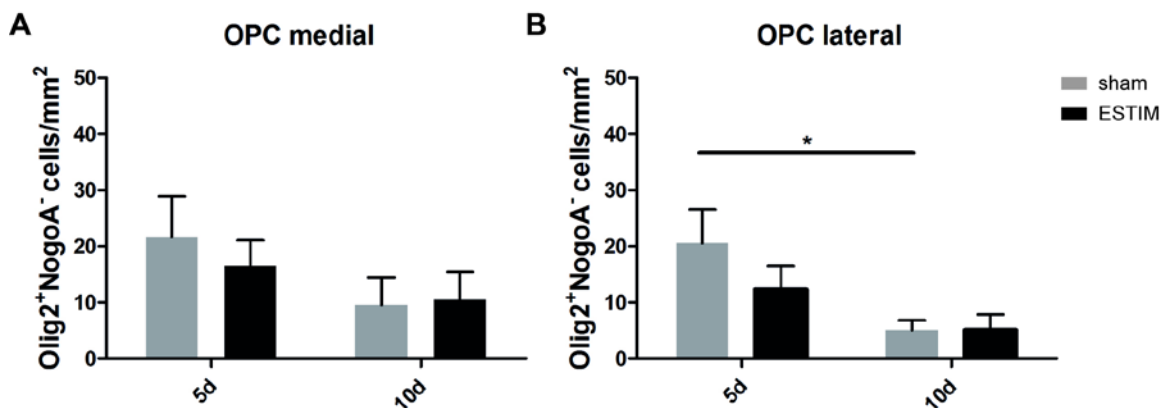 A
OPC medial
Olig2⁺NogoA⁻ cells/mm²
50
40
30
20
10
0
5d
10d
B
OPC lateral
Olig2⁺NogoA⁻ cells/mm²
50
40
30
20
10
0
*
5d
10d
sham
ESTIM